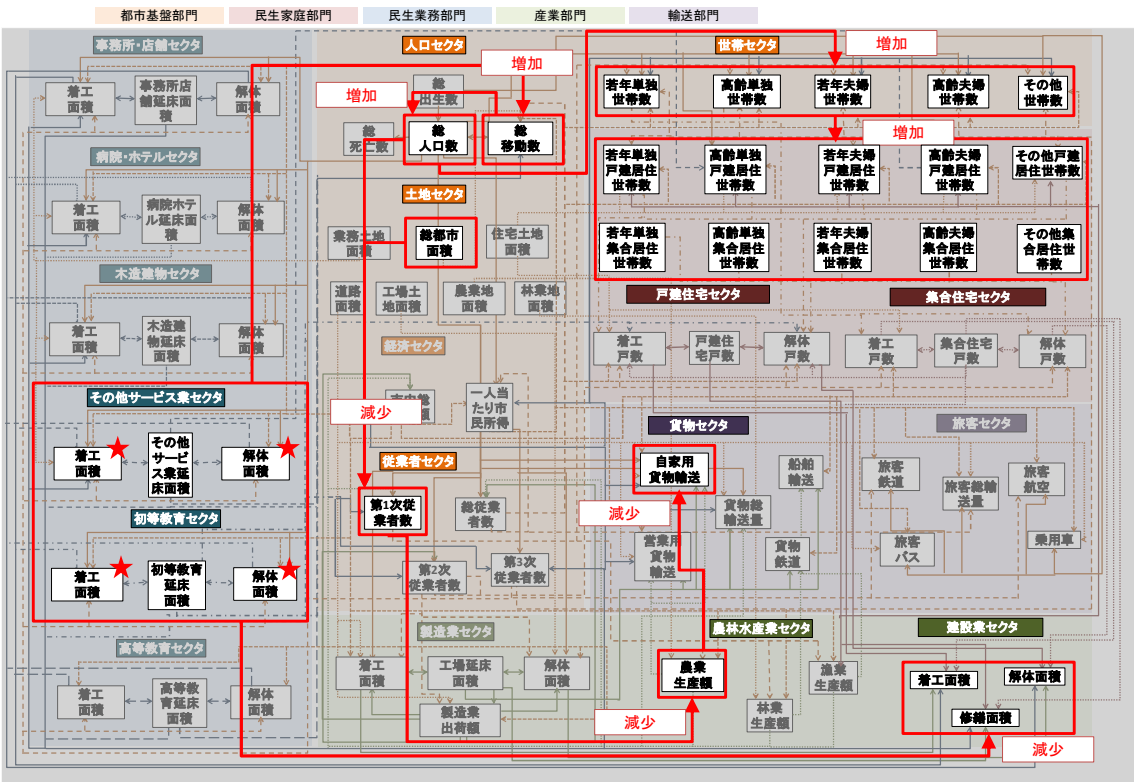 都市基盤部門
民生家庭部門
民生業務部門
産業部門
輸送部門
事務所・店舗セクタ
着工
面積
事務所店
舗延床面
積
解体
面積
病院・ホテルセクタ
着工
面積
病院ホテ
ル延床面
積
解体
面積
木造建物セクタ
着工
面積
木造建
物延床
面積
解体
面積
その他サービス業セクタ
着工
面積
その他
サービ
ス業延
床面積
解体
面積
初等教育セクタ
着工
面積
初等教育
延床
面積
解体
面積
高等教育セクタ
着工
面積
高等教
育延床
面積
解体
面積
人口セクタ
増加
増加
総
出生数
総
死亡数
総
人口数
総
移動数
土地セクタ
業務土地
面積
総都市
面積
住宅土地
面積
道路
面積
工場土
地面積
農業地
面積
林業地
面積
経済セクタ
減少
一人当
たり市
民所得
従業者セクタ
第1次従
業者数
総従業
者数
第2次
従業者数
第3次
従業者数
製造業セクタ
着工
面積
工場延床
面積
解体
面積
製造業
出荷額
世帯セクタ
増加
若年単独
世帯数
高齢単独
世帯数
若年夫婦
世帯数
高齢夫婦
世帯数
その他
世帯数
増加
若年単独
戸建居住
世帯数
高齢単独
戸建居住
世帯数
若年夫婦
戸建居住
世帯数
高齢夫婦
戸建居住
世帯数
その他戸建
居住世帯数
若年単独
集合居住
世帯数
高齢単独
集合居住
世帯数
若年夫婦
集合居住
世帯数
高齢夫婦
集合居住
世帯数
その他集
合居住世
帯数
戸建住宅セクタ
着工
戸数
戸建住
宅戸数
解体
戸数
集合住宅セクタ
着工
戸数
集合住宅
戸数
解体
戸数
貨物セクタ
自家用
貨物輸送
船舶
輸送
減少
貨物総
輸送量
営業用
貨物
輸送
貨物
鉄道
旅客セクタ
旅客
鉄道
旅客総輸
送量
旅客
航空
旅客
バス
乗用車
農林水産業セクタ
農業
生産額
漁業
生産額
林業
生産額
減少
建設業セクタ
着工面積
解体面積
修繕面積
減少